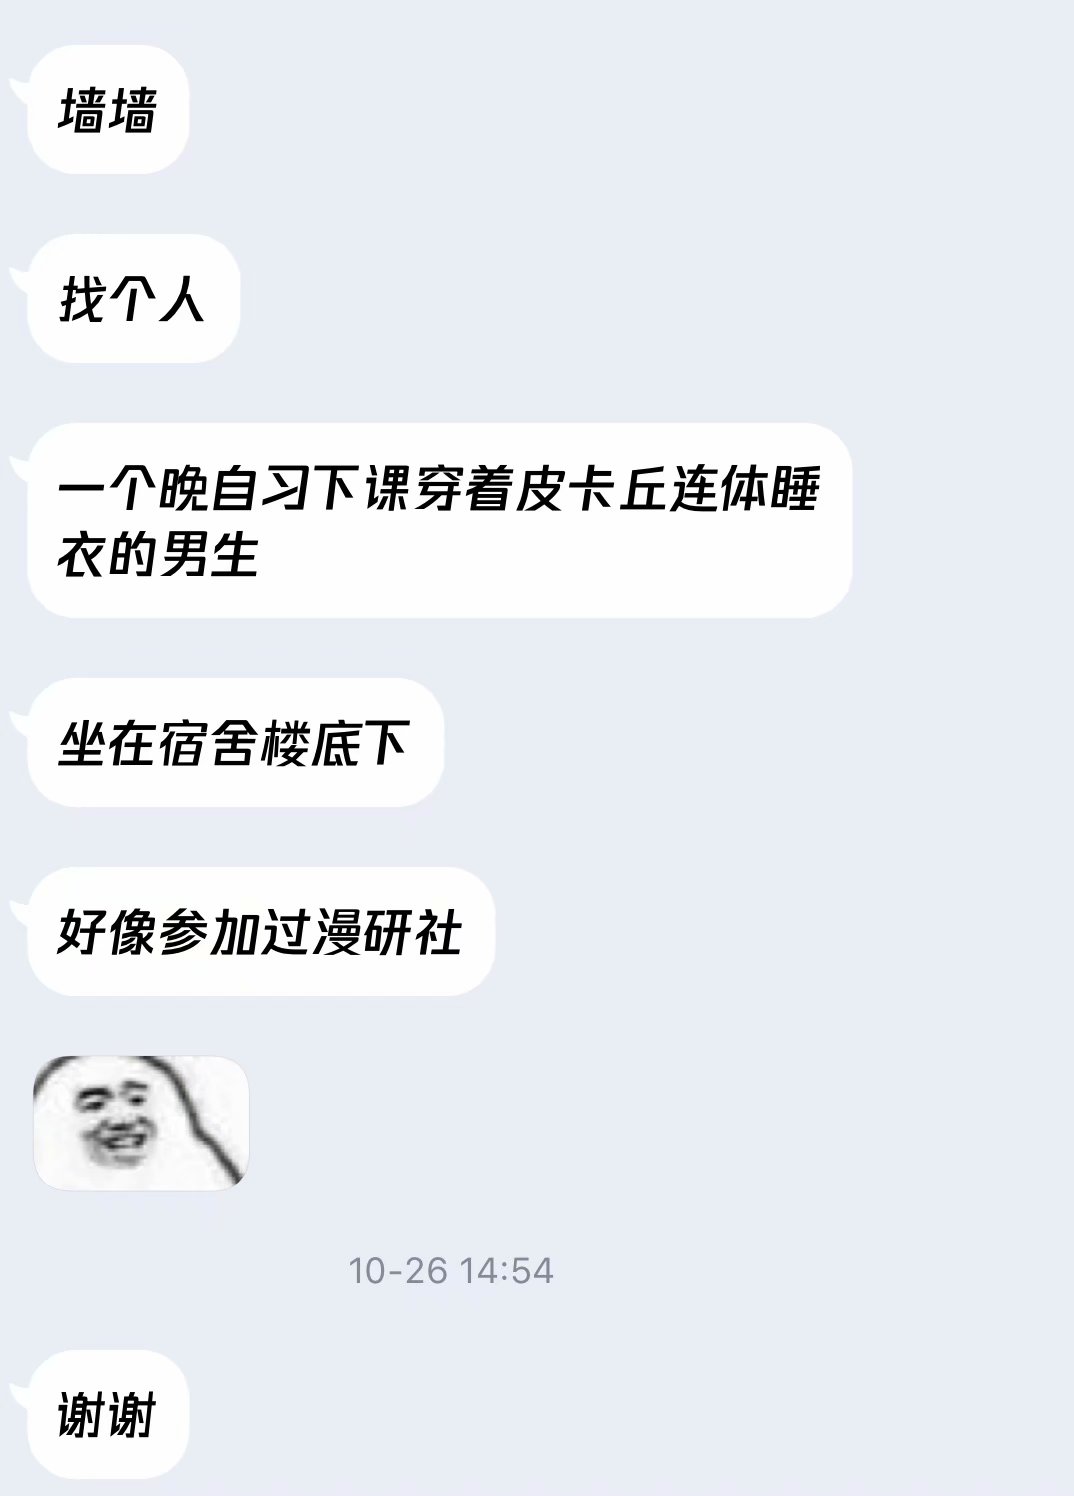 墙墙
找个人
一个晚自习下课穿着皮卡丘连体睡
衣的男生
坐在宿舍楼底下
好像参加过漫研社
10-26 14:54
谢谢